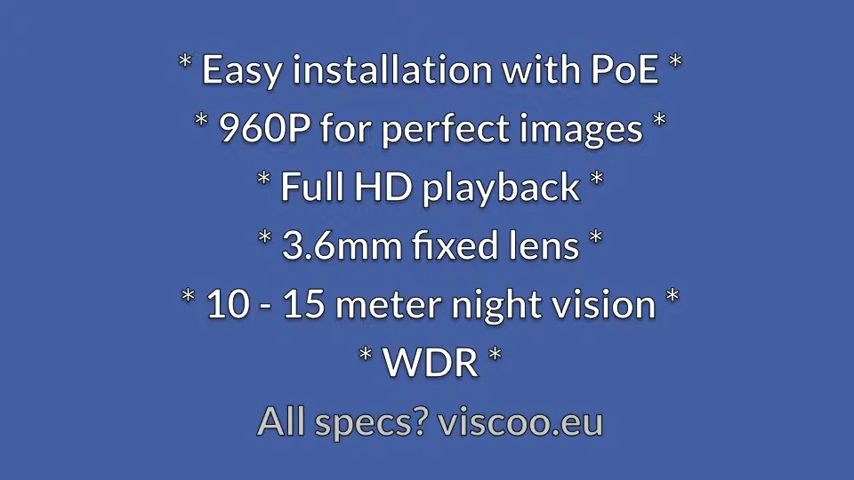 * Easy installation with PoE *
* 960P for perfect images *
* Full HD playback *
* 3.6mm fixed lens *
* 10 - 15 meter night vision *
* WDR *
All specs? viscoo.eu